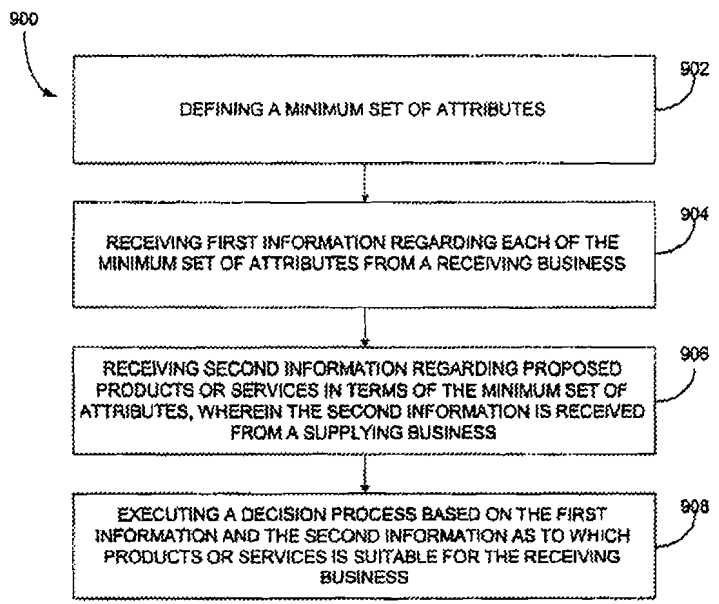 900
902
DEFINING A MINIMUM SET OF ATTRIBUTES
904
RECEIVING FIRST INFORMATION REGARDING EACH OF THE
MINIMUM SET OF ATTRIBUTES FROM A RECEIVING BUSINESS
906
RECEIVING SECOND INFORMATION REGARDING PROPOSED
PRODUCTS OR SERVICES IN TERMS OF THE MINIMUM SET OF
ATTRIBUTES, WHEREIN THE SECOND INFORMATION IS RECEIVED
FROM A SUPPLYING BUSINESS
908
EXECUTING A DECISION PROCESS BASED ON THE FIRST
INFORMATION AND THE SECOND INFORMATION AS TO WHICH
PRODUCTS OR SERVICES IS SUITABLE FOR THE RECEIVING
BUSINESS